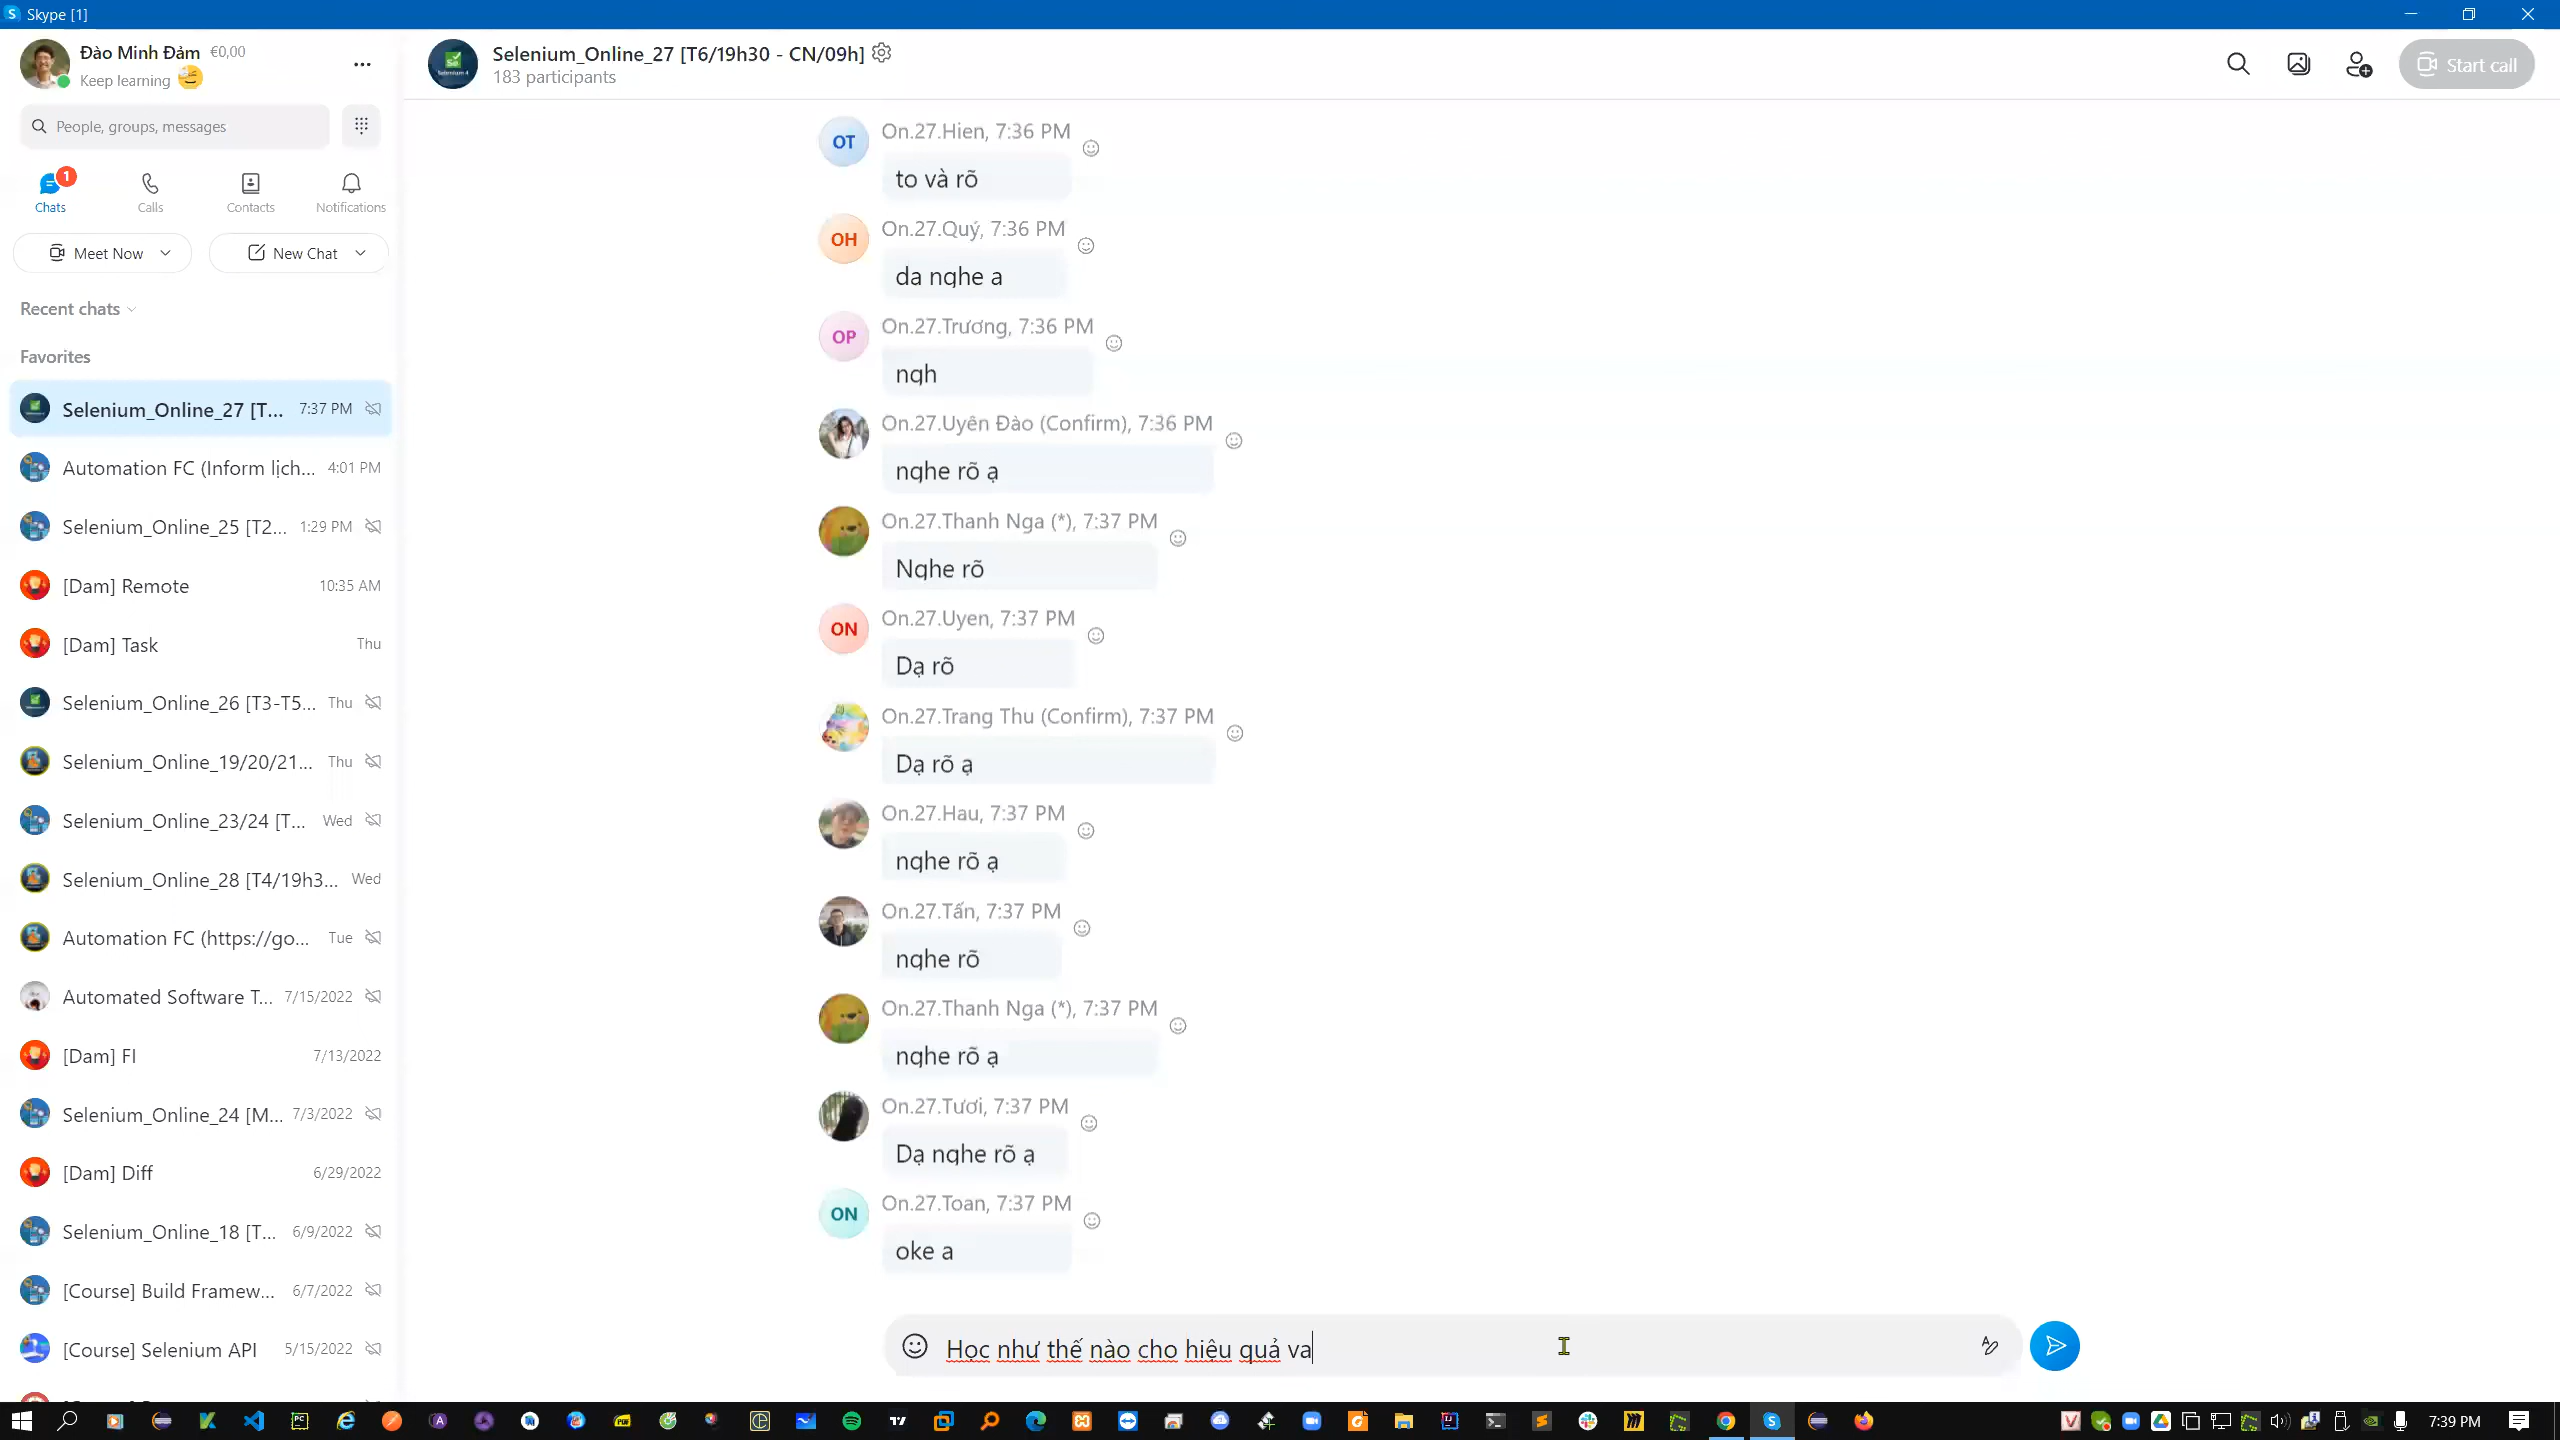 Skype [1]
Đào Minh Đảm €0,00
Keep learning
People, groups, messages
Chats 1
Calls
Contacts
Notifications
Meet Now
New Chat
Recent chats
Favorites
Selenium_Online_27 [T... 7:37 PM
Automation FC (Inform lịch... 4:01 PM
Selenium_Online_25 [T2... 1:29 PM
[Dam] Remote 10:35 AM
[Dam] Task Thu
Selenium_Online_26 [T3-T5... Thu
Selenium_Online_19/20/21... Thu
Selenium_Online_23/24 [T... Wed
Selenium_Online_28 [T4/19h3... Wed
Automation FC (https://go... Tue
Automated Software T... 7/15/2022
[Dam] FI 7/13/2022
Selenium_Online_24 [M... 7/3/2022
[Dam] Diff 6/29/2022
Selenium_Online_18 [T... 6/9/2022
[Course] Build Framew... 6/7/2022
[Course] Selenium API 5/15/2022
Selenium_Online_27 [T6/19h30 - CN/09h]
183 participants
Start call
OT On.27.Hien, 7:36 PM
to và rõ
OH On.27.Quý, 7:36 PM
da nghe a
OP On.27.Trương, 7:36 PM
ngh
On.27.Uyên Đào (Confirm), 7:36 PM
nghe rõ ạ
On.27.Thanh Nga (*), 7:37 PM
Nghe rõ
ON On.27.Uyen, 7:37 PM
Dạ rõ
On.27.Trang Thu (Confirm), 7:37 PM
Dạ rõ ạ
On.27.Hau, 7:37 PM
nghe rõ ạ
On.27.Tấn, 7:37 PM
nghe rõ
On.27.Thanh Nga (*), 7:37 PM
nghe rõ ạ
On.27.Tươi, 7:37 PM
Dạ nghe rõ ạ
ON On.27.Toan, 7:37 PM
oke a
Học như thế nào cho hiệu quả va
7:39 PM